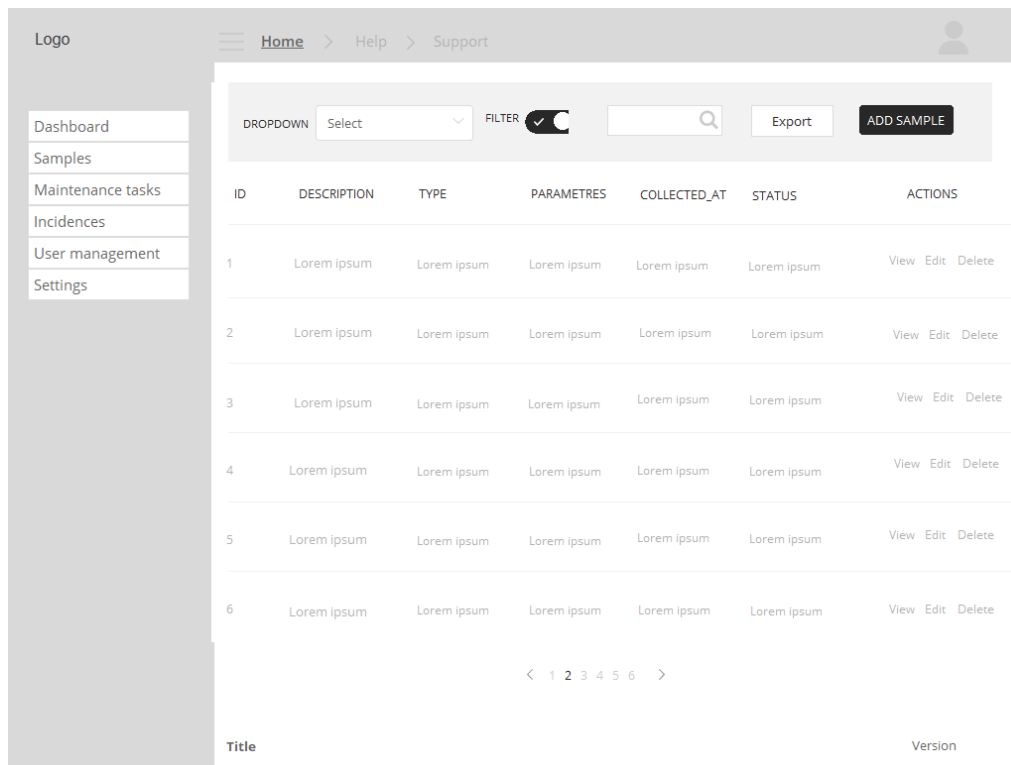 Logo
Home > Help > Support
Dashboard
Samples
Maintenance tasks
Incidences
User management
Settings
DROPDOWN Select FILTER Export ADD SAMPLE
ID DESCRIPTION TYPE PARAMETRES COLLECTED_AT STATUS ACTIONS
1 Lorem ipsum Lorem ipsum Lorem ipsum Lorem ipsum Lorem ipsum View Edit Delete
2 Lorem ipsum Lorem ipsum Lorem ipsum Lorem ipsum Lorem ipsum View Edit Delete
3 Lorem ipsum Lorem ipsum Lorem ipsum Lorem ipsum Lorem ipsum View Edit Delete
4 Lorem ipsum Lorem ipsum Lorem ipsum Lorem ipsum Lorem ipsum View Edit Delete
5 Lorem ipsum Lorem ipsum Lorem ipsum Lorem ipsum Lorem ipsum View Edit Delete
6 Lorem ipsum Lorem ipsum Lorem ipsum Lorem ipsum Lorem ipsum View Edit Delete
< 1 2 3 4 5 6 >
Title Version